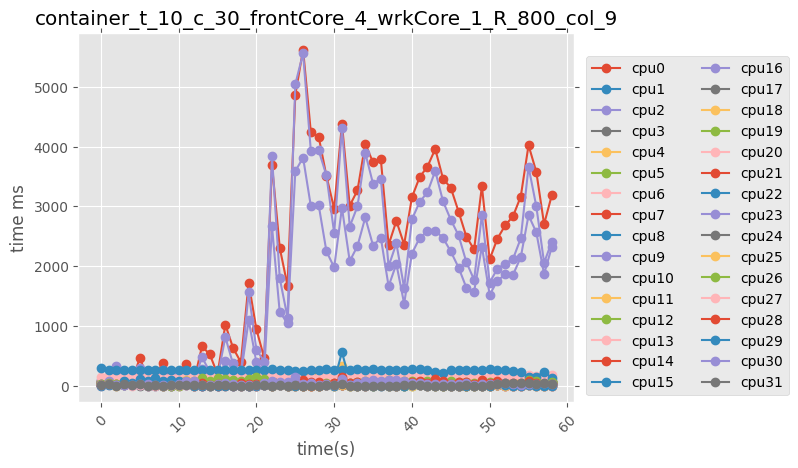 container_t_10_c_30_frontCore_4_wrkCore_1_R_800_col_9
time ms
5000
4000
3000
2000
1000
0
0
10
20
30
40
50
60
time(s)
cpu0
cpu1
cpu2
cpu3
cpu4
cpu5
cpu6
cpu7
cpu8
cpu9
cpu10
cpu11
cpu12
cpu13
cpu14
cpu15
cpu16
cpu17
cpu18
cpu19
cpu20
cpu21
cpu22
cpu23
cpu24
cpu25
cpu26
cpu27
cpu28
cpu29
cpu30
cpu31